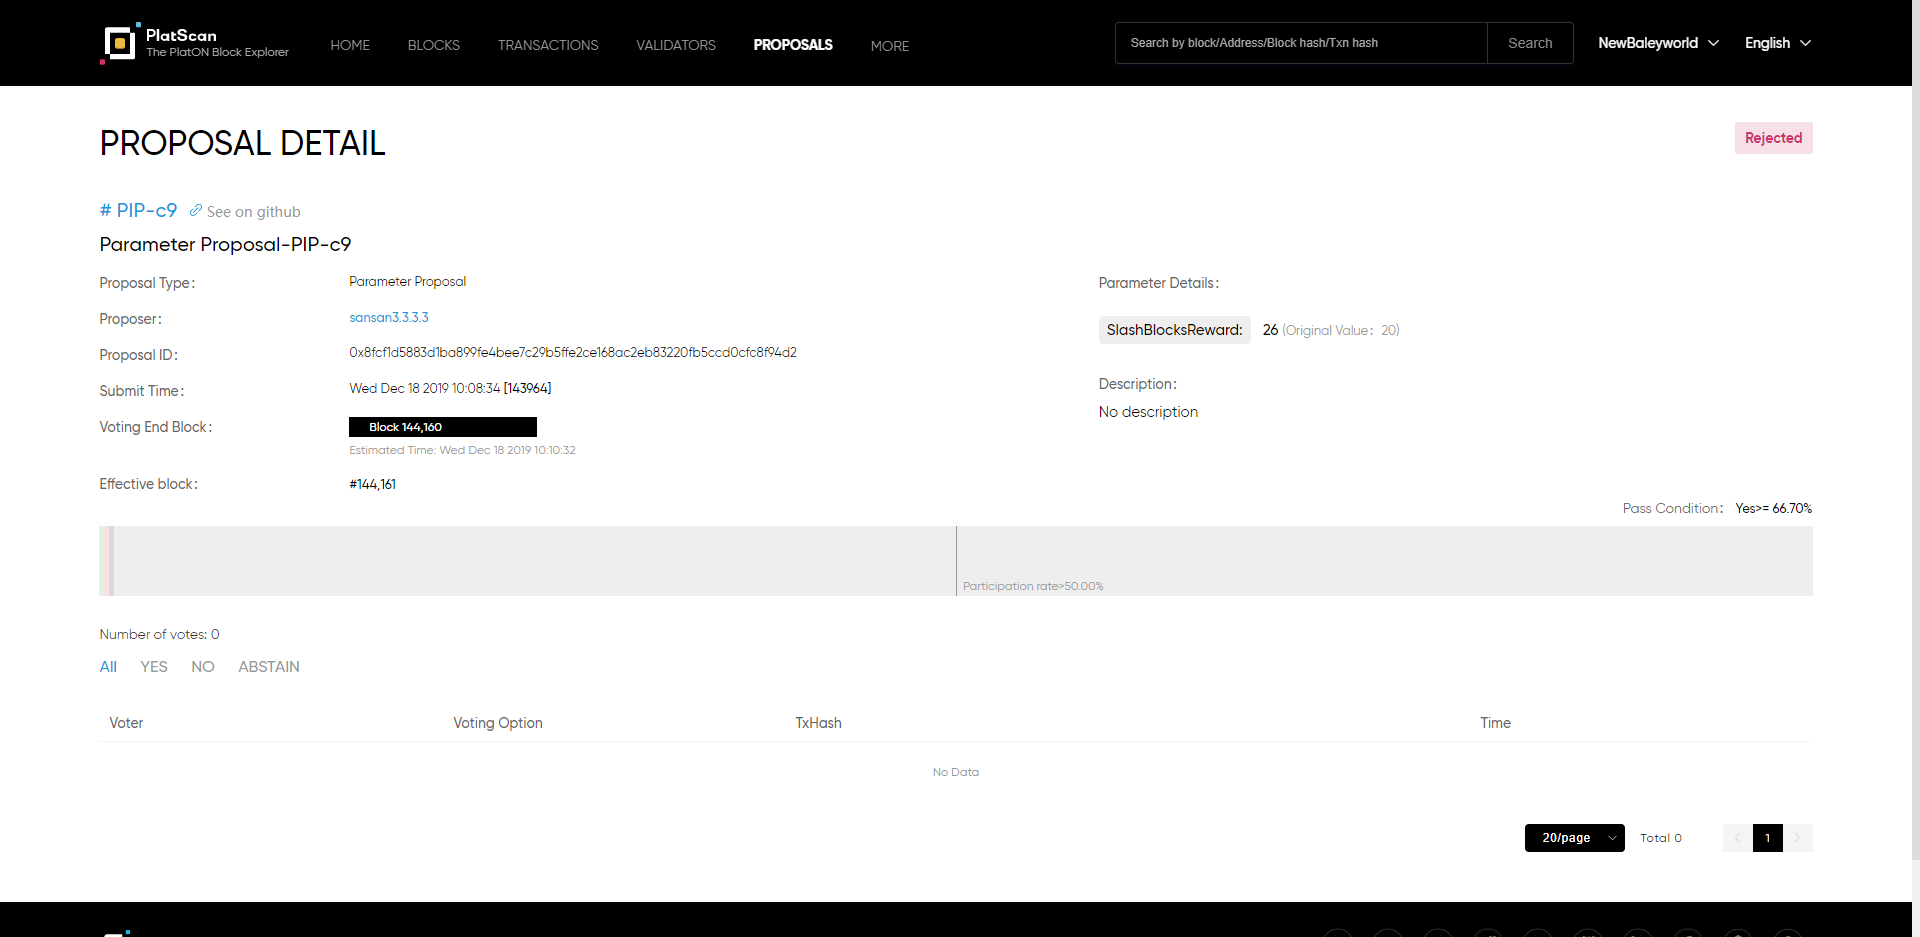 PlatScan
The PlatON Block Explorer
HOME
BLOCKS
TRANSACTIONS
VALIDATORS
PROPOSALS
MORE
Search by block/Address/Block hash/Txn hash
Search
NewBaleyworld
English
PROPOSAL DETAIL
Rejected
# PIP-c9
See on github
Parameter Proposal-PIP-c9
Proposal Type:
Parameter Proposal
Proposer:
sansan3.3.3.3
Proposal ID:
0x8fcf1d5883d1ba899fe4bee7c29b5ffe2ce168ac2eb83220fb5ccd0cfc8f94d2
Submit Time:
Wed Dec 18 2019 10:08:34 [143964]
Voting End Block:
Block 144,160
Estimated Time: Wed Dec 18 2019 10:10:32
Effective block:
#144,161
Parameter Details:
SlashBlocksReward:
26 (Original Value: 20)
Description:
No description
Pass Condition: Yes>= 66.70%
Participation rate>50.00%
Number of votes: 0
All
YES
NO
ABSTAIN
Voter
Voting Option
TxHash
Time
No Data
20/page
Total 0
1